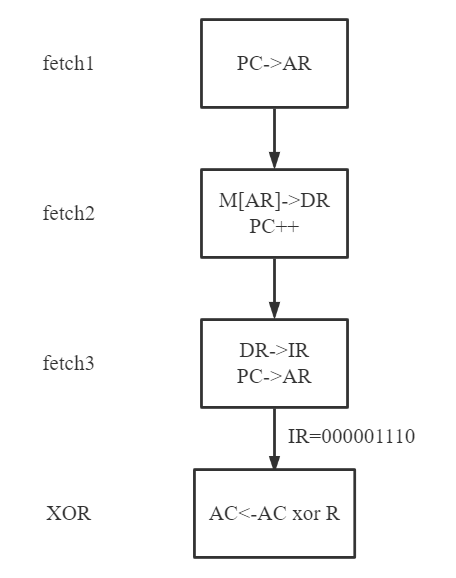 fetch1
PC->AR
fetch2
M[AR]->DR
PC++
fetch3
DR->IR
PC->AR
IR=000001110
XOR
AC<-AC xor R